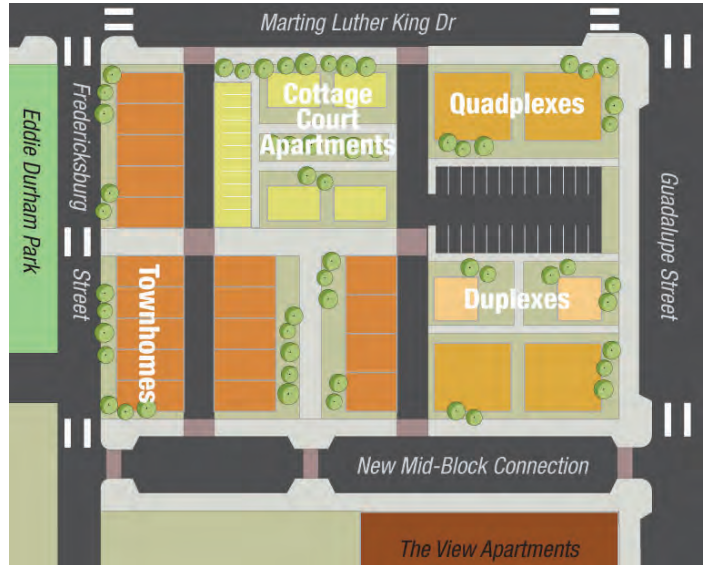 Marting Luther King Dr
Eddie Durham Park
Fredericksburg
Street
Cottage
Court
Apartments
Quadplexes
Guadalupe Street
Townhomes
Duplexes
New Mid-Block Connection
The View Apartments